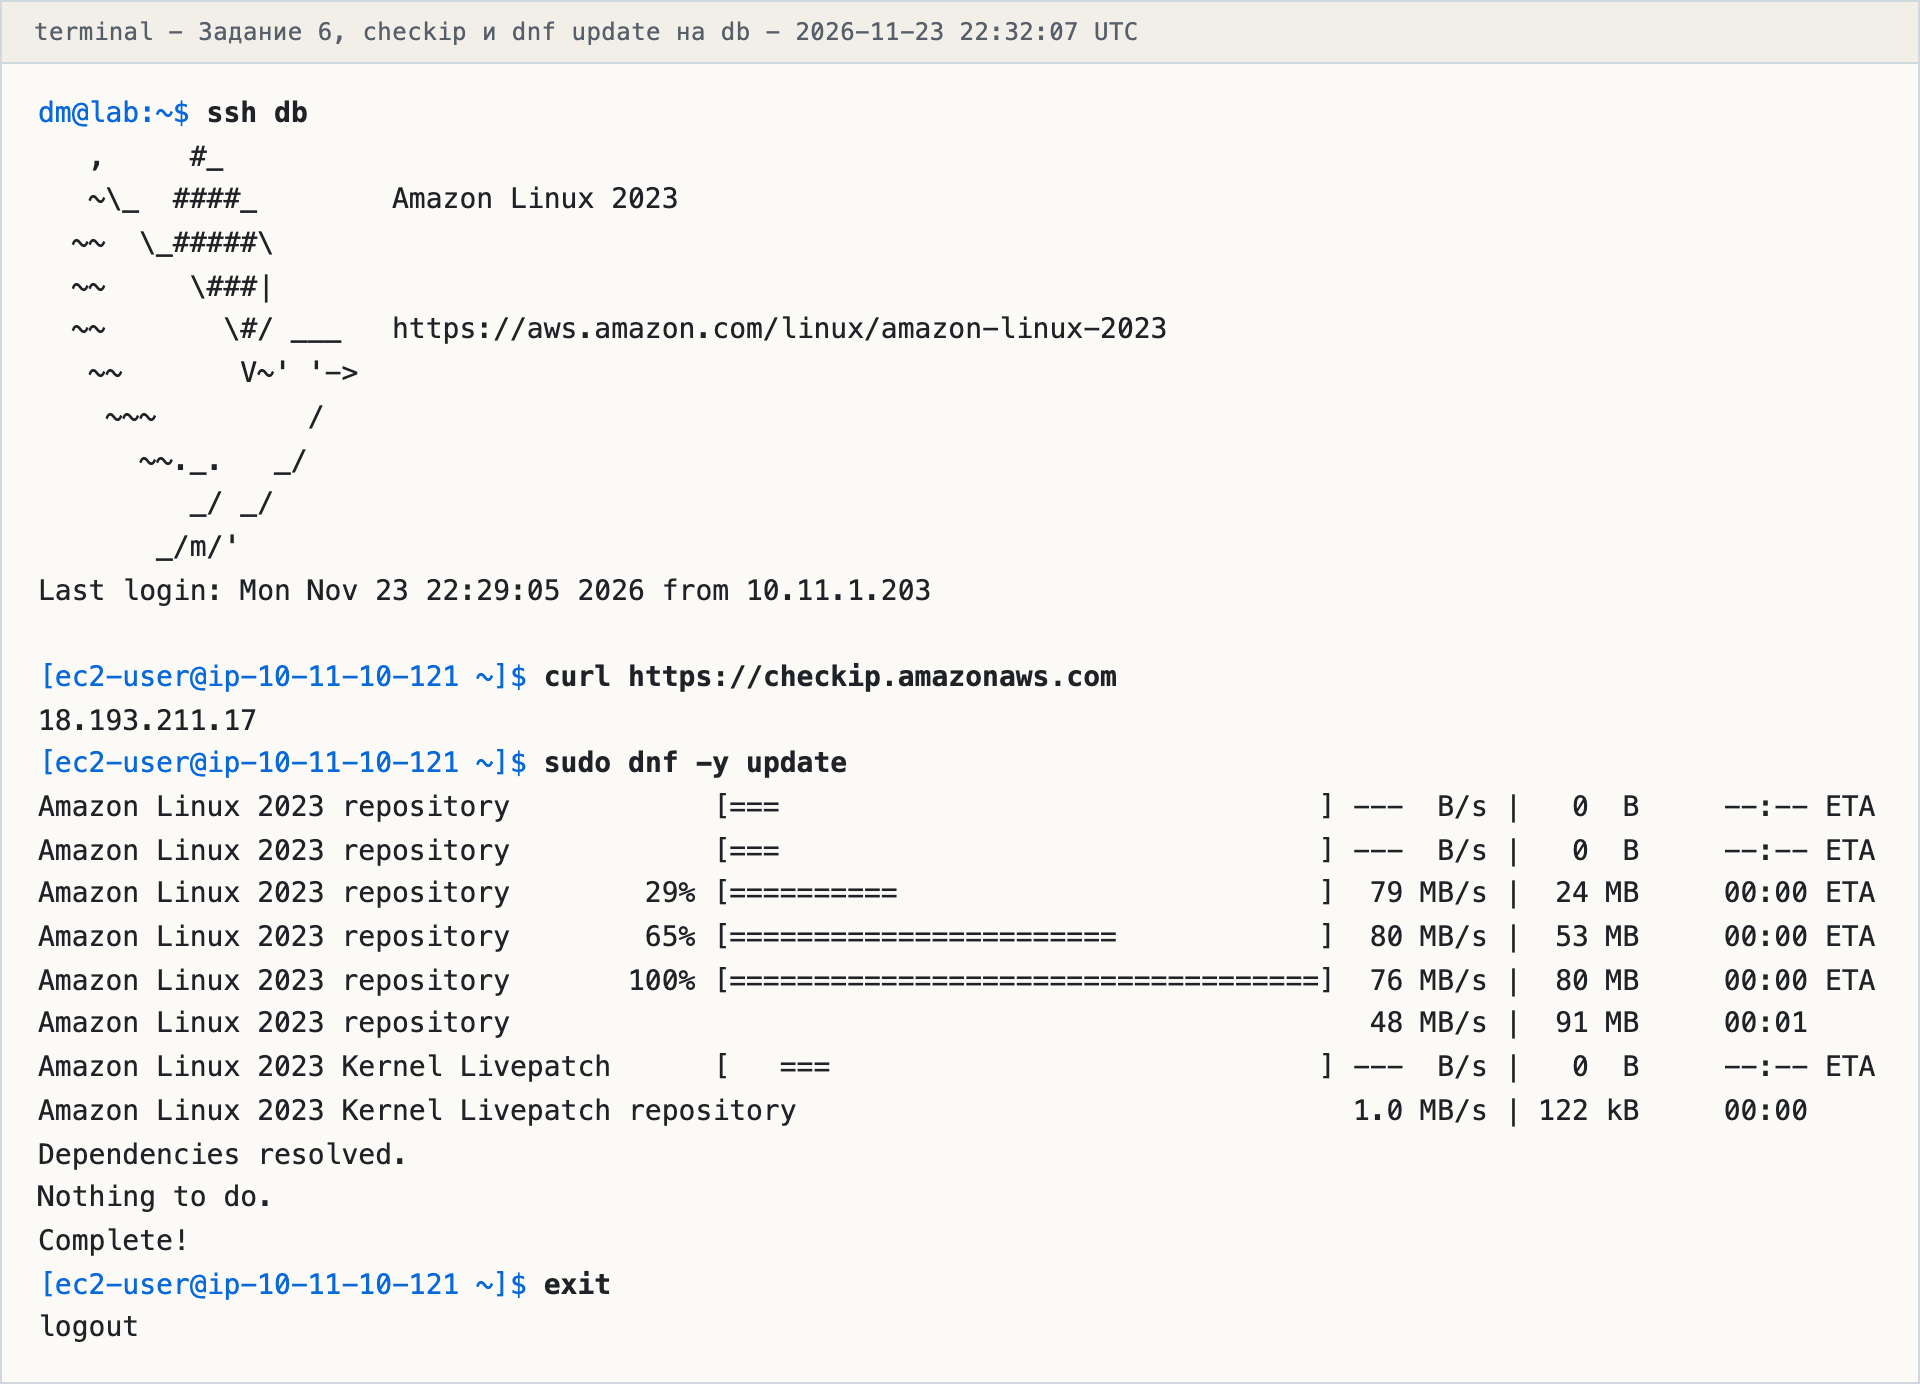 terminal – Задание 6, checkip и dnf update на db – 2026-11-23 22:32:07 UTC
dm@lab:~$ ssh db
   ,     #_
   ~\_  ####_        Amazon Linux 2023
  ~~  \_#####\
  ~~     \###|
  ~~       \#/ ___   https://aws.amazon.com/linux/amazon-linux-2023
   ~~       V~' '->
    ~~~         /
      ~~._.   _/
         _/ _/
       _/m/'
Last login: Mon Nov 23 22:29:05 2026 from 10.11.1.203
[ec2-user@ip-10-11-10-121 ~]$ curl https://checkip.amazonaws.com
18.193.211.17
[ec2-user@ip-10-11-10-121 ~]$ sudo dnf -y update
Amazon Linux 2023 repository            [===                                ] ---  B/s |   0  B     --:-- ETA
Amazon Linux 2023 repository            [===                                ] ---  B/s |   0  B     --:-- ETA
Amazon Linux 2023 repository        29% [==========                         ]  79 MB/s |  24 MB     00:00 ETA
Amazon Linux 2023 repository        65% [=======================            ]  80 MB/s |  53 MB     00:00 ETA
Amazon Linux 2023 repository       100% [===================================]  76 MB/s |  80 MB     00:00 ETA
Amazon Linux 2023 repository                                                   48 MB/s |  91 MB     00:01
Amazon Linux 2023 Kernel Livepatch      [   ===                             ] ---  B/s |   0  B     --:-- ETA
Amazon Linux 2023 Kernel Livepatch repository                                 1.0 MB/s | 122 kB     00:00
Dependencies resolved.
Nothing to do.
Complete!
[ec2-user@ip-10-11-10-121 ~]$ exit
logout